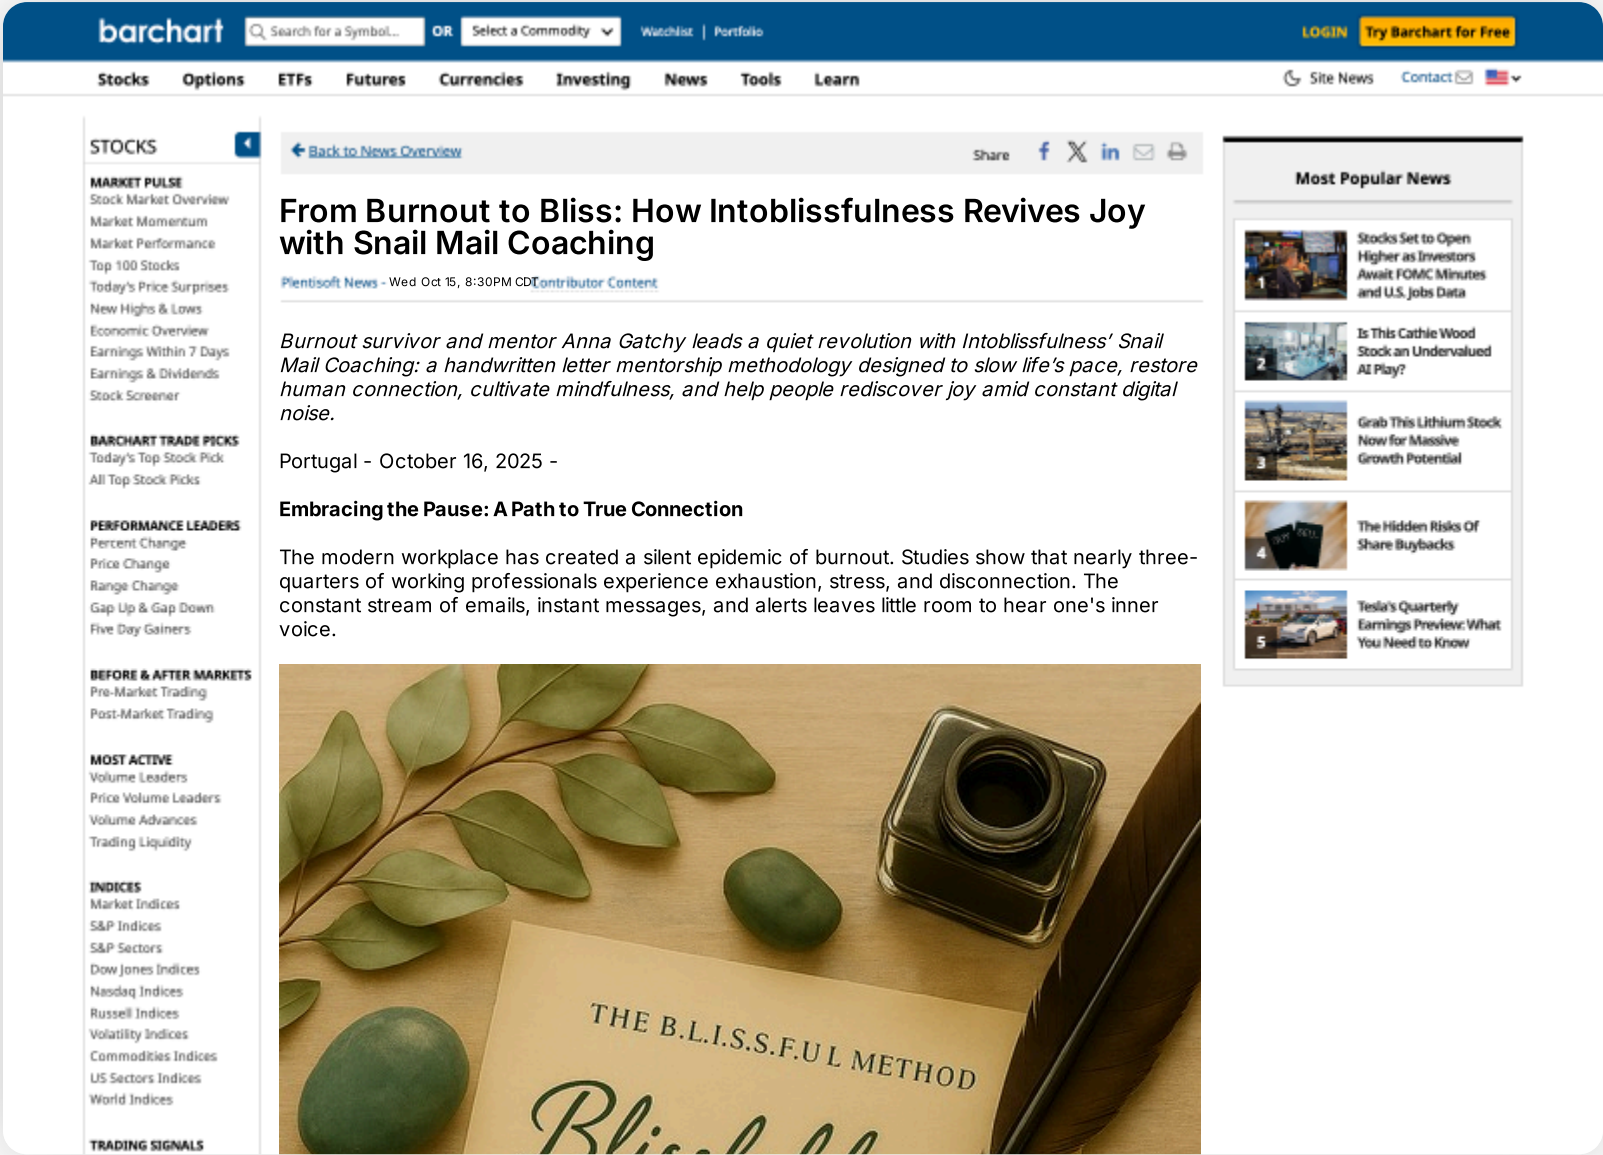 barchart
Search for a Symbol...
OR
Select a Commodity
Watchlist | Portfolio
LOGIN
Try Barchart for Free
Stocks
Options
ETFs
Futures
Currencies
Investing
News
Tools
Learn
Site News
Contact
STOCKS
MARKET PULSE
Stock Market Overview
Market Momentum
Market Performance
Top 100 Stocks
Today's Price Surprises
New Highs & Lows
Economic Overview
Earnings Within 7 Days
Earnings & Dividends
Stock Screener
BARCHART TRADE PICKS
Today's Top Stock Pick
All Top Stock Picks
PERFORMANCE LEADERS
Percent Change
Price Change
Range Change
Gap Up & Gap Down
Five Day Gainers
BEFORE & AFTER MARKETS
Pre-Market Trading
Post-Market Trading
MOST ACTIVE
Volume Leaders
Price Volume Leaders
Volume Advances
Trading Liquidity
INDICES
Market Indices
S&P Indices
S&P Sectors
Dow Jones Indices
Nasdaq Indices
Russell Indices
Volatility Indices
Commodities Indices
US Sectors Indices
World Indices
TRADING SIGNALS
Back to News Overview
Share
From Burnout to Bliss: How Intoblissfulness Revives Joy
with Snail Mail Coaching
Plentisoft News - Wed Oct 15, 8:30PM CDT Contributor Content
Burnout survivor and mentor Anna Gatchy leads a quiet revolution with Intoblissfulness’ Snail
Mail Coaching: a handwritten letter mentorship methodology designed to slow life’s pace, restore
human connection, cultivate mindfulness, and help people rediscover joy amid constant digital
noise.
Portugal - October 16, 2025 -
Embracing the Pause: A Path to True Connection
The modern workplace has created a silent epidemic of burnout. Studies show that nearly three-
quarters of working professionals experience exhaustion, stress, and disconnection. The
constant stream of emails, instant messages, and alerts leaves little room to hear one's inner
voice.
THE B.L.I.S.S.F.U L METHOD
Most Popular News
1
Stocks Set to Open
Higher as Investors
Await FOMC Minutes
and U.S. Jobs Data
2
Is This Cathie Wood
Stock an Undervalued
AI Play?
3
Grab This Lithium Stock
Now for Massive
Growth Potential
4
BUY SELL
The Hidden Risks Of
Share Buybacks
5
Tesla's Quarterly
Earnings Preview: What
You Need to Know